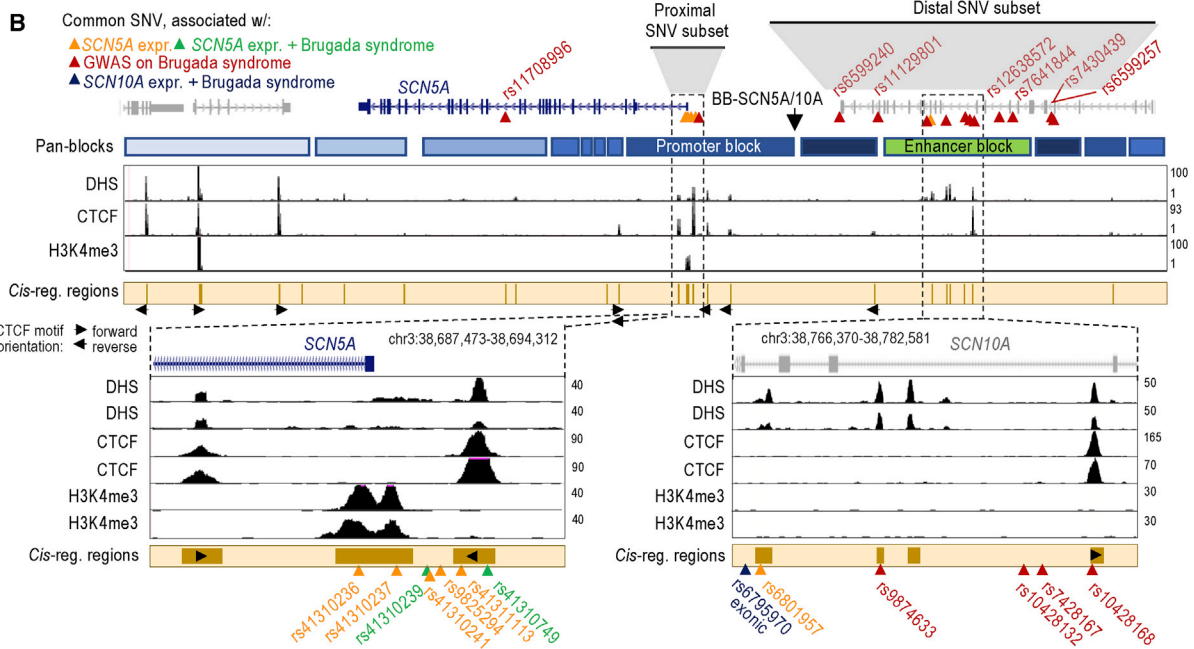 B
Common SNV, associated w/:
SCN5A expr. SCN5A expr. + Brugada syndrome
GWAS on Brugada syndrome
SCN10A expr. + Brugada syndrome
Proximal
SNV subset
Distal SNV subset
SCN5A
rs11708996
BB-SCN5A/10A
rs6599240
rs11129801
rs12638572
rs7641844
rs7430439
rs6599257
Pan-blocks
Promoter block
Enhancer block
DHS
100
1
CTCF
93
1
H3K4me3
100
1
Cis-reg. regions
CTCF motif forward
orientation: reverse
SCN5A
chr3:38,687,473-38,694,312
DHS 40
DHS 40
CTCF 90
CTCF 90
H3K4me3 40
H3K4me3 40
Cis-reg. regions
rs41310236
rs41310237
rs41310239
rs41310241
rs9825294
rs41311113
rs41310749
chr3:38,766,370-38,782,581
SCN10A
DHS 50
DHS 50
CTCF 165
CTCF 70
H3K4me3 30
H3K4me3 30
Cis-reg. regions
rs6795970
exonic
rs6801957
rs9874633
rs10428132
rs7428167
rs10428168